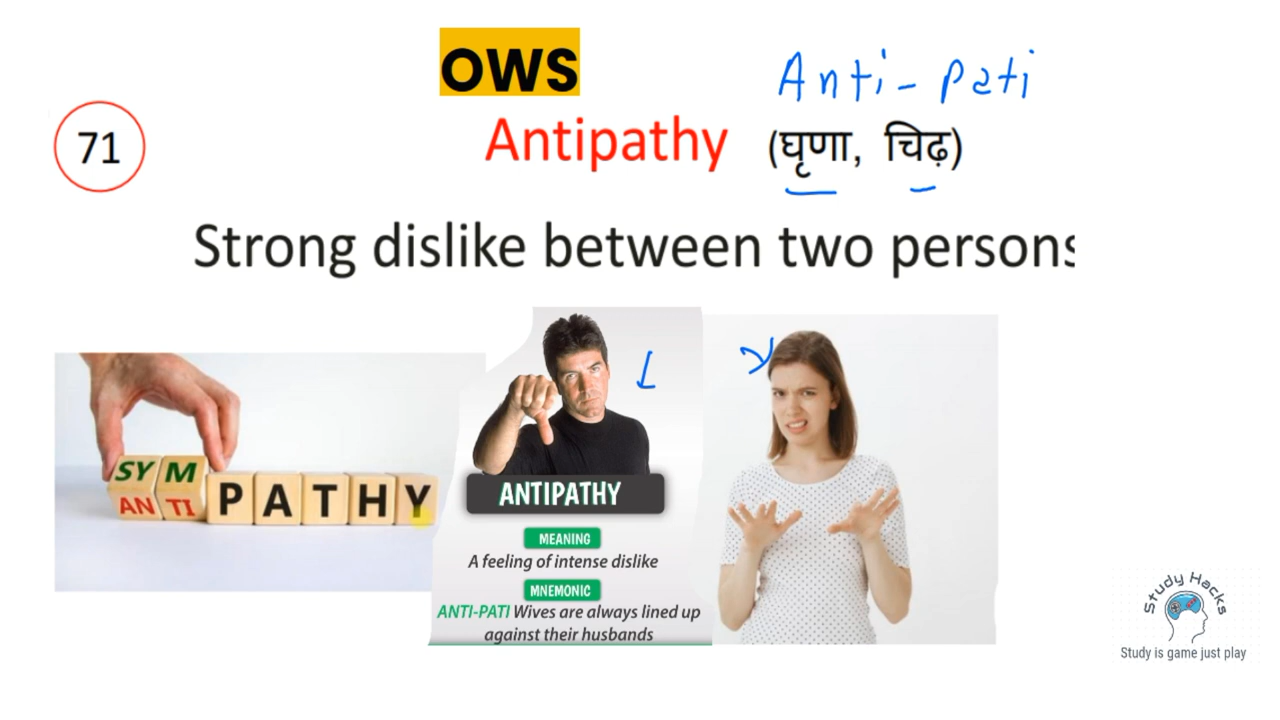 OWS
Anti-Pati
71
Antipathy (घृणा, चिढ़)
Strong dislike between two persons
SYM
ANTI PATHY
ANTIPATHY
MEANING
A feeling of intense dislike
MNEMONIC
ANTI-PATI Wives are always lined up
against their husbands
Study Hacks
Study is game just play